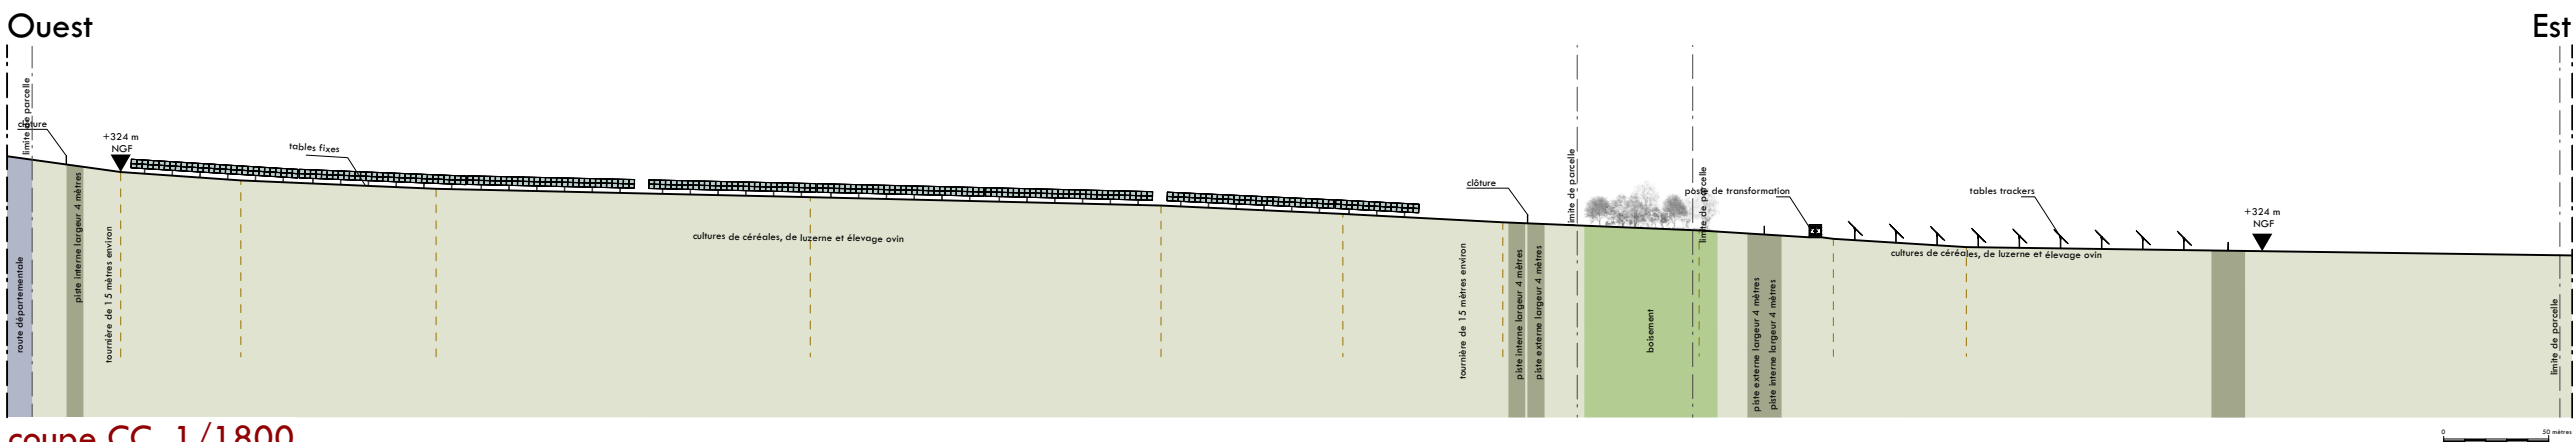 Ouest
Est
limite de parcelle
clôture
+324 m
NGF
tables fixes
route départementale
piste interne largeur 4 mètres
tournière de 15 mètres environ
cultures de céréales, de luzerne et élevage ovin
tournière de 15 mètres environ
clôture
piste interne largeur 4 mètres
piste externe largeur 4 mètres
limite de parcelle
boisement
limite de parcelle
poste de transformation
piste externe largeur 4 mètres
piste interne largeur 4 mètres
tables trackers
cultures de céréales, de luzerne et élevage ovin
+324 m
NGF
limite de parcelle
coupe CC 1/1800
0 50 mètres